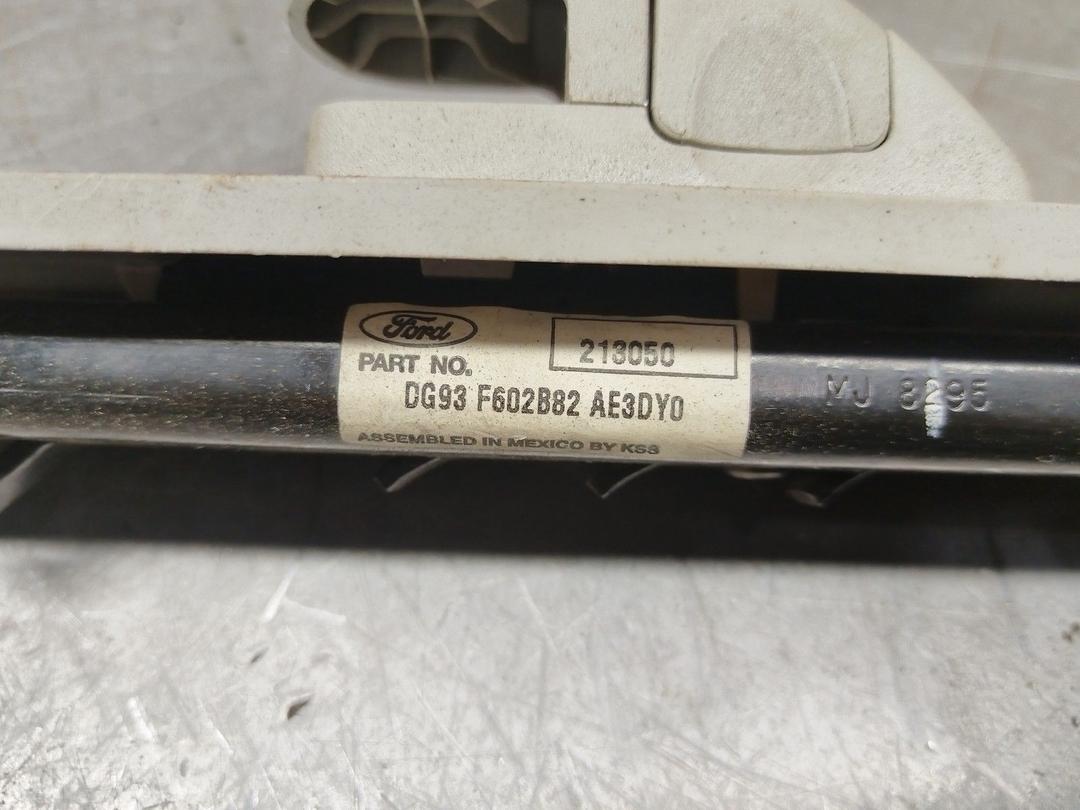 Ford
213050
PART NO.
DG93 F602B82 AE3DY0
ASSEMBLED IN MEXICO BY KSS
MJ 8295